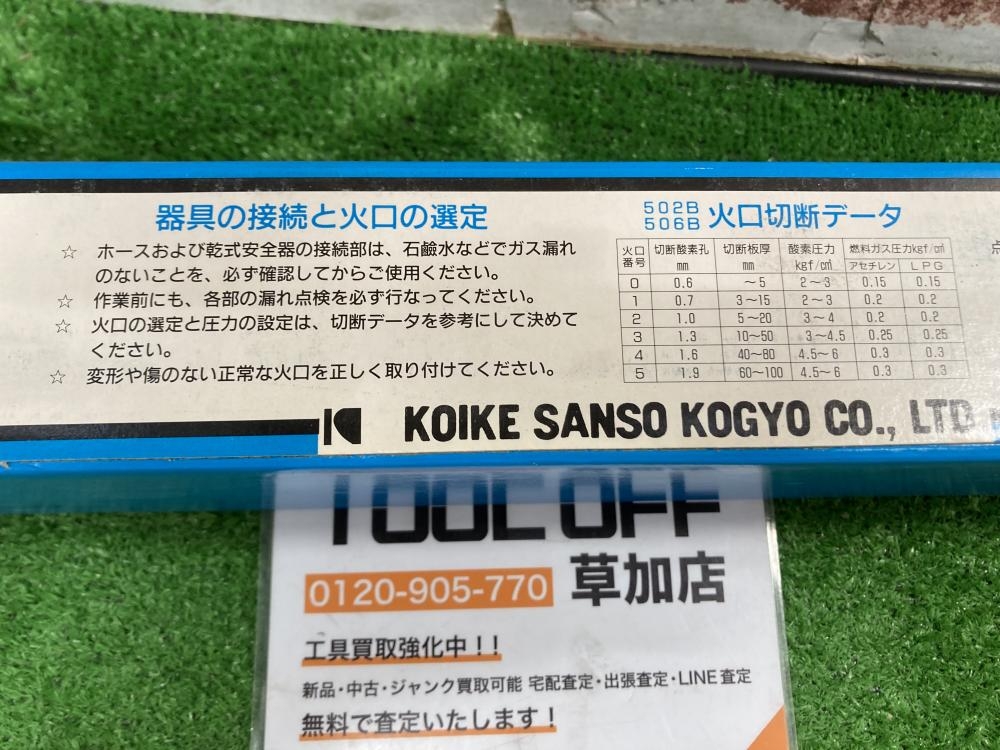 器具の接続と火口の選定
☆ ホースおよび乾式安全器の接続部は、石鹸水などでガス漏れ
のないことを、必ず確認してからご使用ください。
☆ 作業前にも、各部の漏れ点検を必ず行なってください。
☆ 火口の選定と圧力の設定は、切断データを参考にして決めて
ください。
☆ 変形や傷のない正常な火口を正しく取り付けてください。
502B
506B 火口切断データ
火口番号 切断酸素孔mm 切断板厚mm 酸素圧力kgf/cm² 燃料ガス圧力kgf/cm²
アセチレン LPG
0 0.6 ～5 2～3 0.15 0.15
1 0.7 3～15 2～3 0.2 0.2
2 1.0 5～20 3～4 0.2 0.2
3 1.3 10～50 3～4.5 0.25 0.25
4 1.6 40～80 4.5～6 0.3 0.3
5 1.9 60～100 4.5～6 0.3 0.3
KOIKE SANSO KOGYO CO., LTD
TOOL OFF
0120-905-770 草加店
工具買取強化中!!
新品・中古・ジャンク買取可能 宅配査定・出張査定・LINE査定
無料で査定いたします!